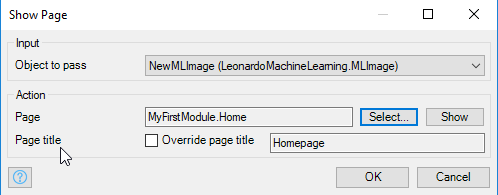 Show Page
Input
Object to pass NewMLImage (LeonardoMachineLearning.MLImage)
Action
Page MyFirstModule.Home Select... Show
Page title Override page title Homepage
? OK Cancel